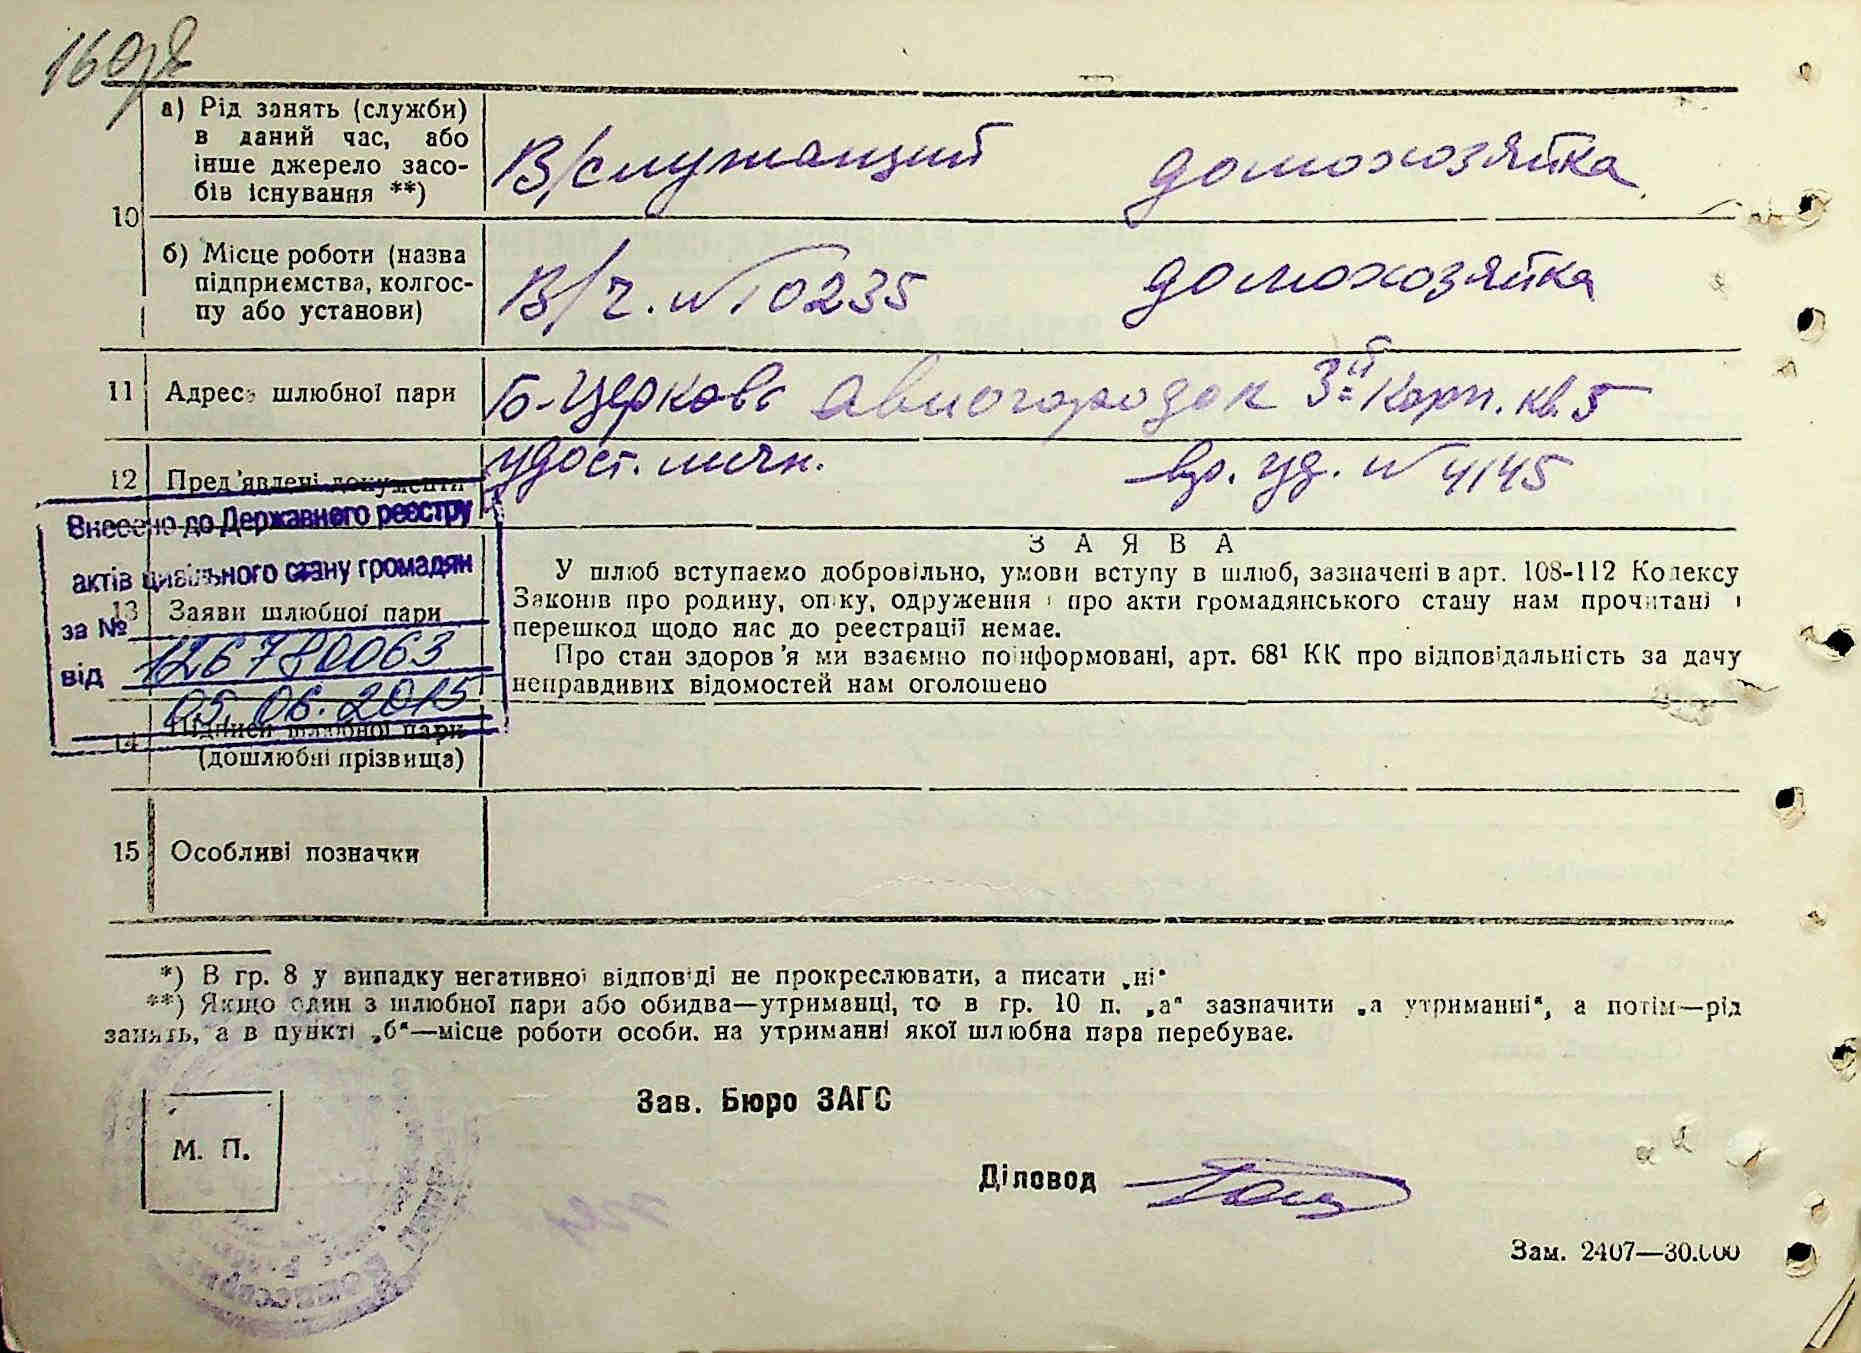 160
а) Рід занять (служби)
в даний час, або
інше джерело засо-
бів існування **)
В/служащий домохозяйка
10
б) Місце роботи (назва
підприємства, колгос-
пу або установи)
В/ч. № 10235 домохозяйка
11 Адреса шлюбної пари
Б-Церковь авиогородок 3й корп. кв. 5
12 Пред'явлені документи
удост. личн. вр. уд. № 4145
Внесено до Державного реєстру
актів цивільного стану громадян
за №
126780063
від
05.06.2015
13 Заяви шлюбної пари
ЗАЯВА
У шлюб вступаємо добровільно, умови вступу в шлюб, зазначені в арт. 108-112 Кодексу
Законів про родину, опіку, одруження і про акти громадянського стану нам прочитані і
перешкод щодо нас до реєстрації немає.
Про стан здоров'я ми взаємно поінформовані, арт. 68¹ КК про відповідальність за дачу
неправдивих відомостей нам оголошено
14 Підписи шлюбної пари
(дошлюбні прізвища)
15 Особливі позначки
*) В гр. 8 у випадку негативної відповіді не прокреслювати, а писати „ні“
**) Якщо один з шлюбної пари або обидва—утриманці, то в гр. 10 п. „а“ зазначити „а утриманні“, а потім—рід
занять, а в пункті „б“—місце роботи особи. на утриманні якої шлюбна пара перебуває.
М. П.
Зав. Бюро ЗАГС
Діловод
Зам. 2407—30.000